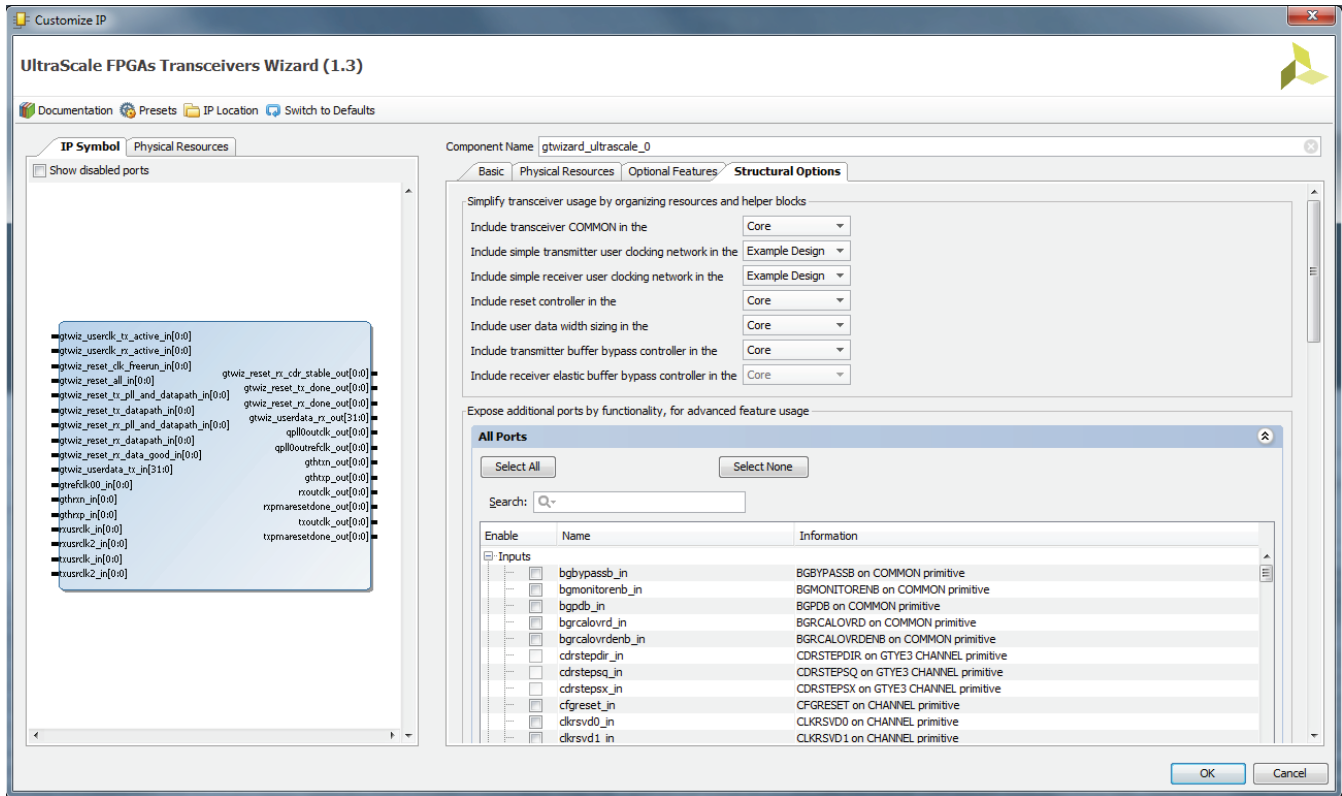 Customize IP
UltraScale FPGAs Transceivers Wizard (1.3)
Documentation Presets IP Location Switch to Defaults
IP Symbol Physical Resources
Show disabled ports
gtwiz_userclk_tx_active_in[0:0]
gtwiz_userclk_rx_active_in[0:0]
gtwiz_reset_clk_freerun_in[0:0]
gtwiz_reset_all_in[0:0]
gtwiz_reset_tx_pll_and_datapath_in[0:0]
gtwiz_reset_tx_datapath_in[0:0]
gtwiz_reset_rx_pll_and_datapath_in[0:0]
gtwiz_reset_rx_datapath_in[0:0]
gtwiz_reset_rx_data_good_in[0:0]
gtwiz_userdata_tx_in[31:0]
gtrefclk00_in[0:0]
gthrxn_in[0:0]
gthrxp_in[0:0]
rxusrclk_in[0:0]
rxusrclk2_in[0:0]
txusrclk_in[0:0]
txusrclk2_in[0:0]
gtwiz_reset_rx_cdr_stable_out[0:0]
gtwiz_reset_tx_done_out[0:0]
gtwiz_reset_rx_done_out[0:0]
gtwiz_userdata_rx_out[31:0]
qpll0outclk_out[0:0]
qpll0outrefclk_out[0:0]
gthtxn_out[0:0]
gthtxp_out[0:0]
rxoutclk_out[0:0]
rxpmaresetdone_out[0:0]
txoutclk_out[0:0]
txpmaresetdone_out[0:0]
Component Name gtwizard_ultrascale_0
Basic Physical Resources Optional Features Structural Options
Simplify transceiver usage by organizing resources and helper blocks
Include transceiver COMMON in the Core
Include simple transmitter user clocking network in the Example Design
Include simple receiver user clocking network in the Example Design
Include reset controller in the Core
Include user data width sizing in the Core
Include transmitter buffer bypass controller in the Core
Include receiver elastic buffer bypass controller in the Core
Expose additional ports by functionality, for advanced feature usage
All Ports
Select All Select None
Search:
Enable Name Information
Inputs
bgbypassb_in BGBYPASSB on COMMON primitive
bgmonitorenb_in BGMONITORENB on COMMON primitive
bgpdb_in BGPDB on COMMON primitive
bgrcalovrd_in BGRCALOVRD on COMMON primitive
bgrcalovrdenb_in BGRCALOVRDENB on COMMON primitive
cdrstepdir_in CDRSTEPDIR on GTYE3 CHANNEL primitive
cdrstepsq_in CDRSTEPSQ on GTYE3 CHANNEL primitive
cdrstepsx_in CDRSTEPSX on GTYE3 CHANNEL primitive
cfgreset_in CFGRESET on CHANNEL primitive
clkrsvd0_in CLKRSVD0 on CHANNEL primitive
clkrsvd1_in CLKRSVD1 on CHANNEL primitive
OK Cancel